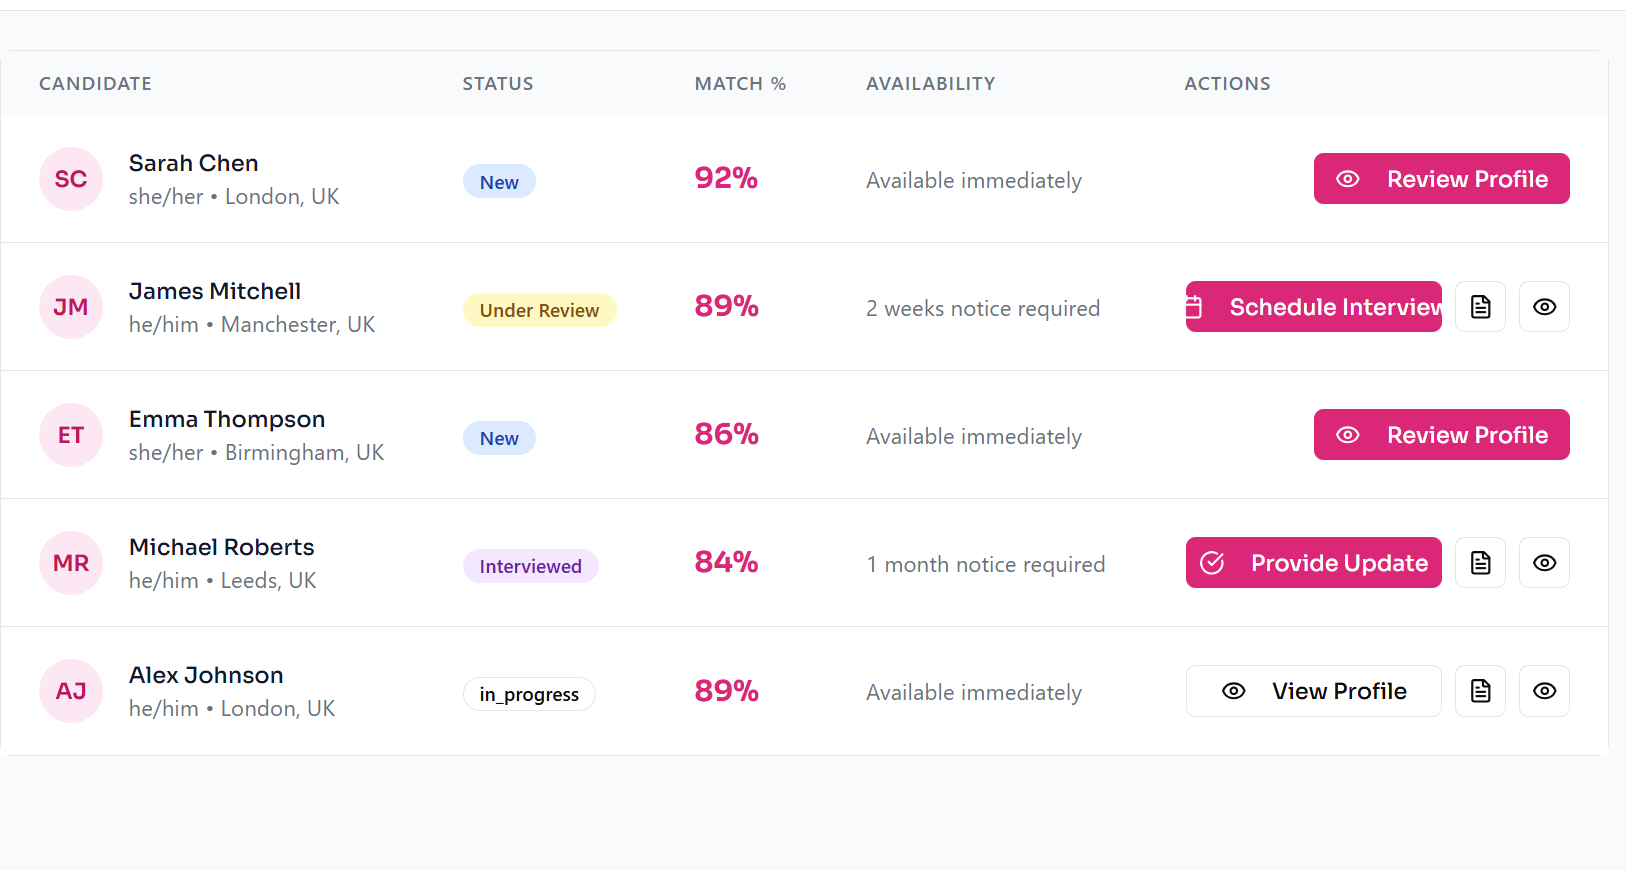 CANDIDATE STATUS MATCH % AVAILABILITY ACTIONS
SC Sarah Chen New 92% Available immediately Review Profile
she/her • London, UK
JM James Mitchell Under Review 89% 2 weeks notice required Schedule Interview
he/him • Manchester, UK
ET Emma Thompson New 86% Available immediately Review Profile
she/her • Birmingham, UK
MR Michael Roberts Interviewed 84% 1 month notice required Provide Update
he/him • Leeds, UK
AJ Alex Johnson in_progress 89% Available immediately View Profile
he/him • London, UK